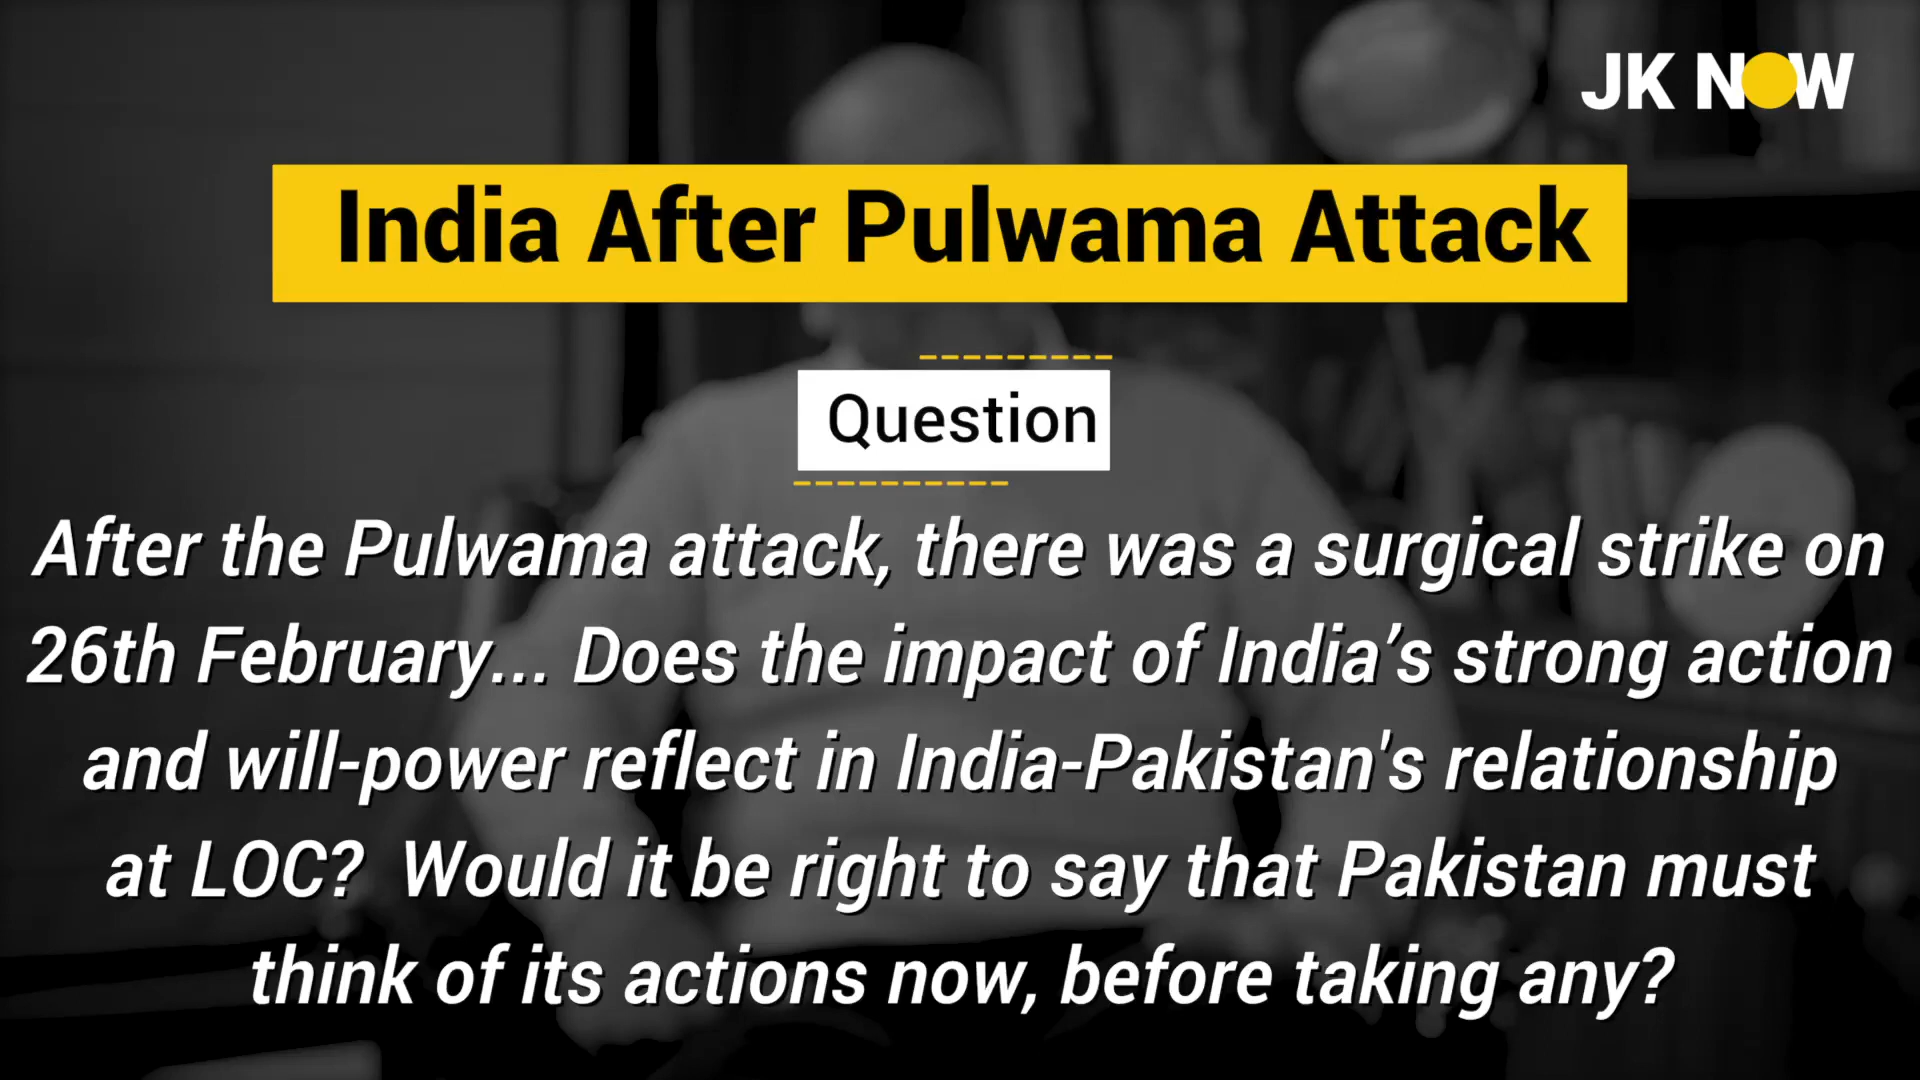 JK NOW
India After Pulwama Attack
Question
After the Pulwama attack, there was a surgical strike on
26th February... Does the impact of India’s strong action
and will-power reflect in India-Pakistan's relationship
at LOC? Would it be right to say that Pakistan must
think of its actions now, before taking any?